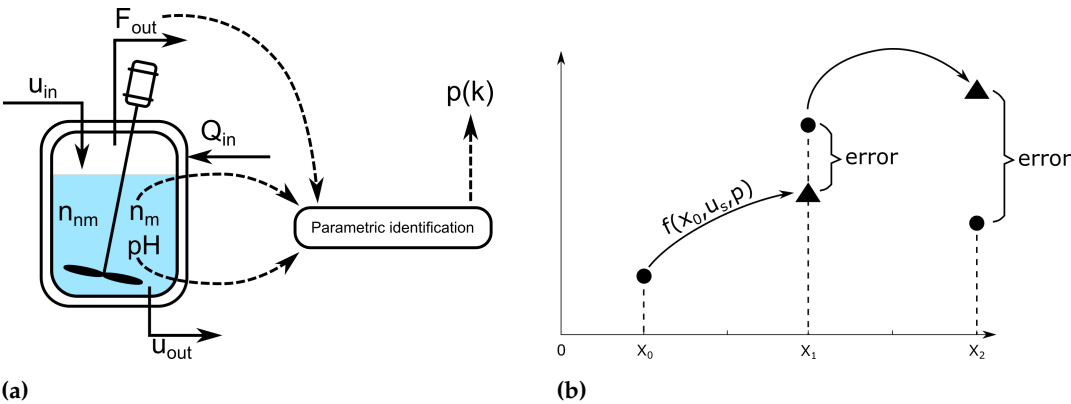 F_out
u_in
p(k)
Q_in
n_nm
n_m
pH
Parametric identification
u_out
(a)
error
error
f(x_0,u_s,p)
0
X_0
X_1
X_2
(b)